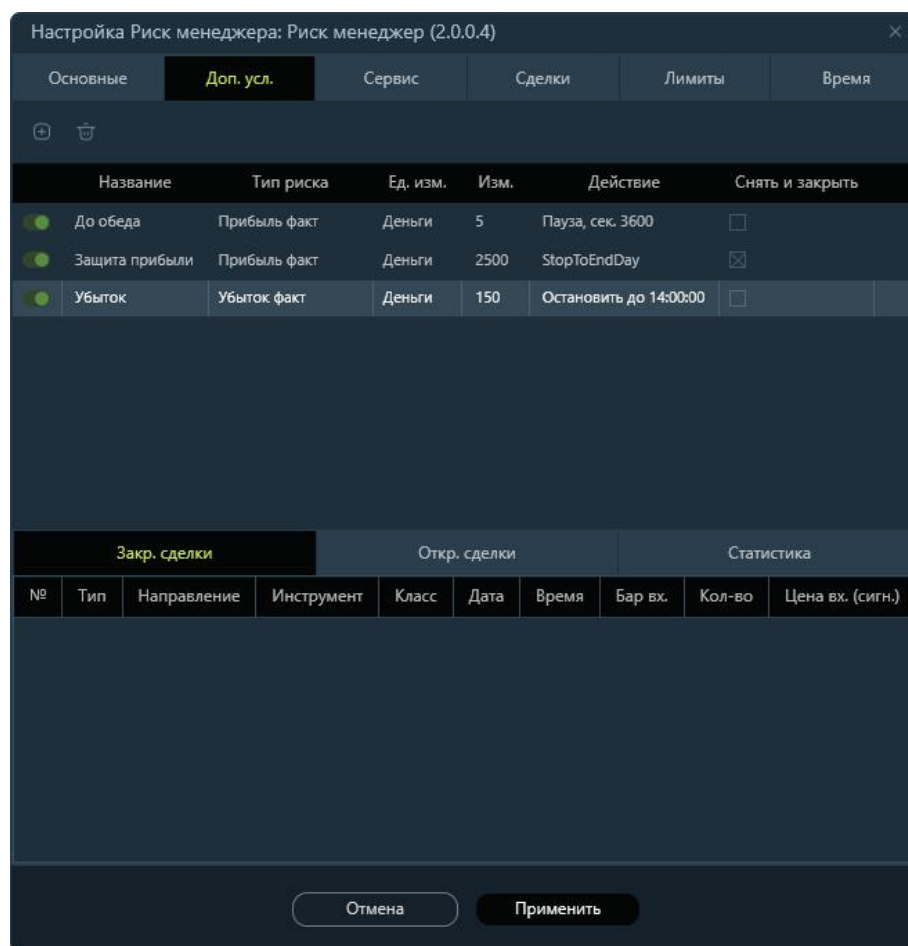 Настройка Риск менеджера: Риск менеджер (2.0.0.4)
Основные Доп. усл. Сервис Сделки Лимиты Время
Название Тип риска Ед. изм. Изм. Действие Снять и закрыть
До обеда Прибыль факт Деньги 5 Пауза, сек. 3600
Защита прибыли Прибыль факт Деньги 2500 StopToEndDay
Убыток Убыток факт Деньги 150 Остановить до 14:00:00
Закр. сделки Откр. сделки Статистика
№ Тип Направление Инструмент Класс Дата Время Бар вх. Кол-во Цена вх. (сигн.)
Отмена Применить